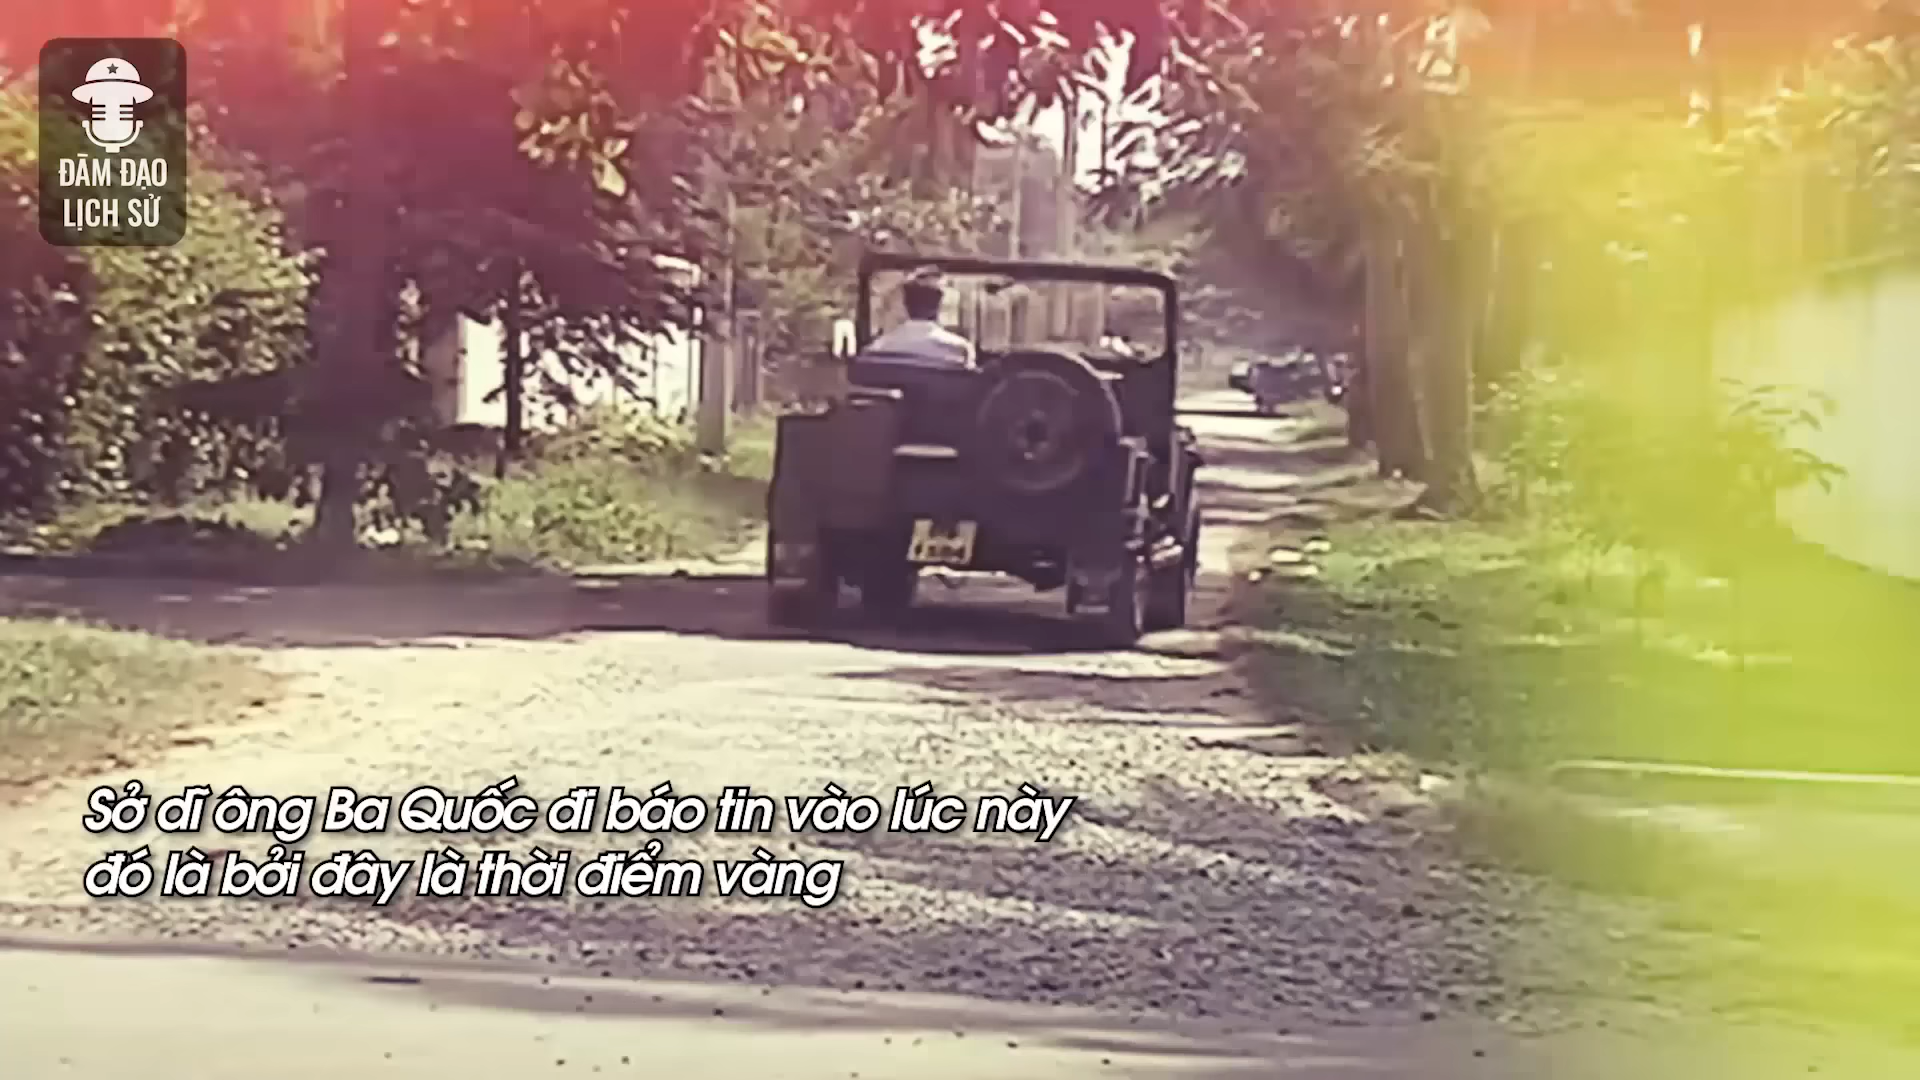 ĐÀM ĐẠO
LỊCH SỬ
Sở dĩ ông Ba Quốc đi báo tin vào lúc này
đó là bởi đây là thời điểm vàng